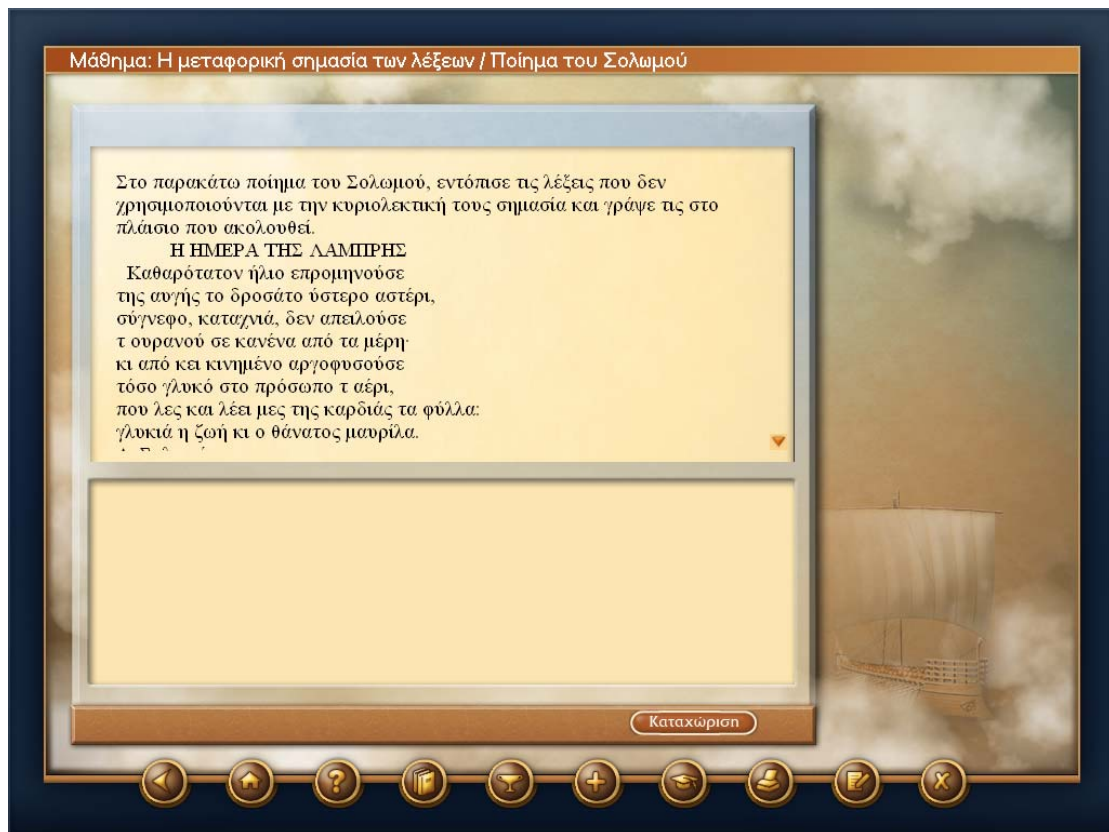 Μάθημα: Η μεταφορική σημασία των λέξεων / Ποίημα του Σολωμού
Στο παρακάτω ποίημα του Σολωμού, εντόπισε τις λέξεις που δεν
χρησιμοποιούνται με την κυριολεκτική τους σημασία και γράψε τις στο
πλάισιο που ακολουθεί.
Η ΗΜΕΡΑ ΤΗΣ ΛΑΜΠΡΗΣ
Καθαρότατον ήλιο επρομηνούσε
της αυγής το δροσάτο ύστερο αστέρι,
σύγνεφο, καταχνιά, δεν απειλούσε
τ ουρανού σε κανένα από τα μέρη·
κι από κει κινημένο αργοφυσούσε
τόσο γλυκό στο πρόσωπο τ αέρι,
που λες και λέει μες της καρδιάς τα φύλλα:
γλυκιά η ζωή κι ο θάνατος μαυρίλα.
Καταχώριση